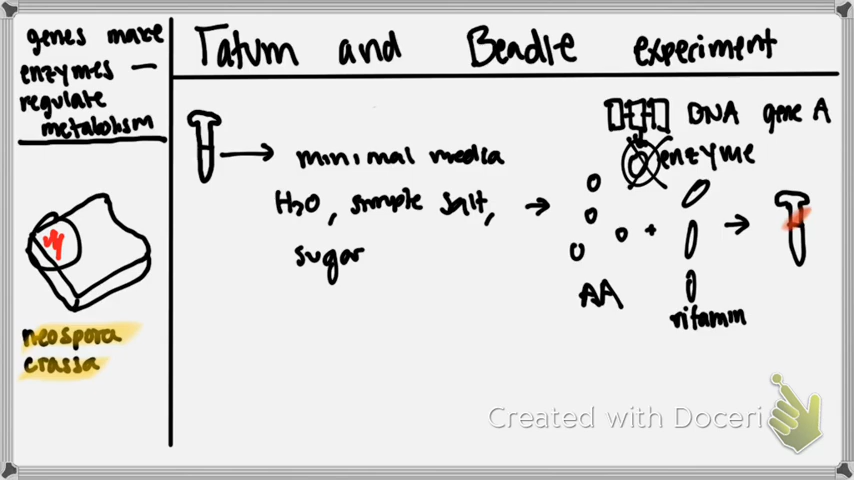 genes make
enzymes —
regulate
metabolism
neospora
crassa
Tatum and Beadle experiment
minimal media
H2O, simple salt,
sugar
DNA gene A
enzyme
+
AA
vitamin
Created with Doceri